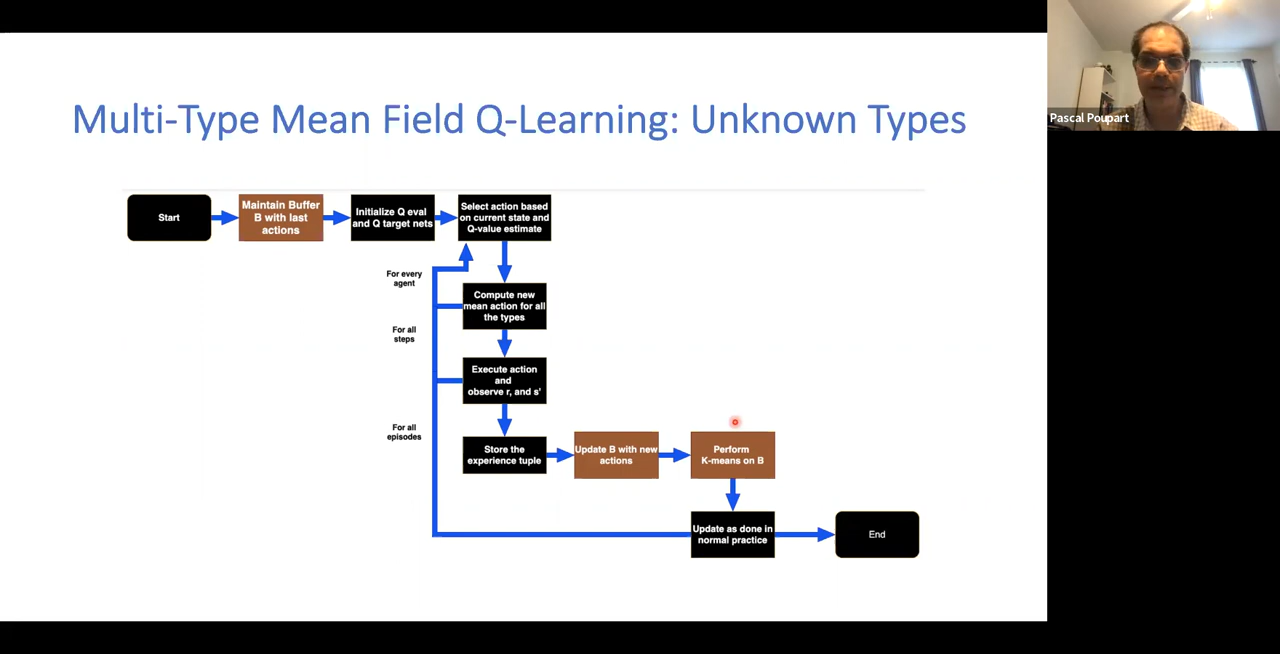 Multi-Type Mean Field Q-Learning: Unknown Types
Pascal Poupart
Start
Maintain Buffer
B with last
actions
Initialize Q eval
and Q target nets
Select action based
on current state and
Q-value estimate
For every
agent
Compute new
mean action for all
the types
For all
steps
Execute action
and
observe r, and s'
For all
episodes
Store the
experience tuple
Update B with new
actions
Perform
K-means on B
Update as done in
normal practice
End